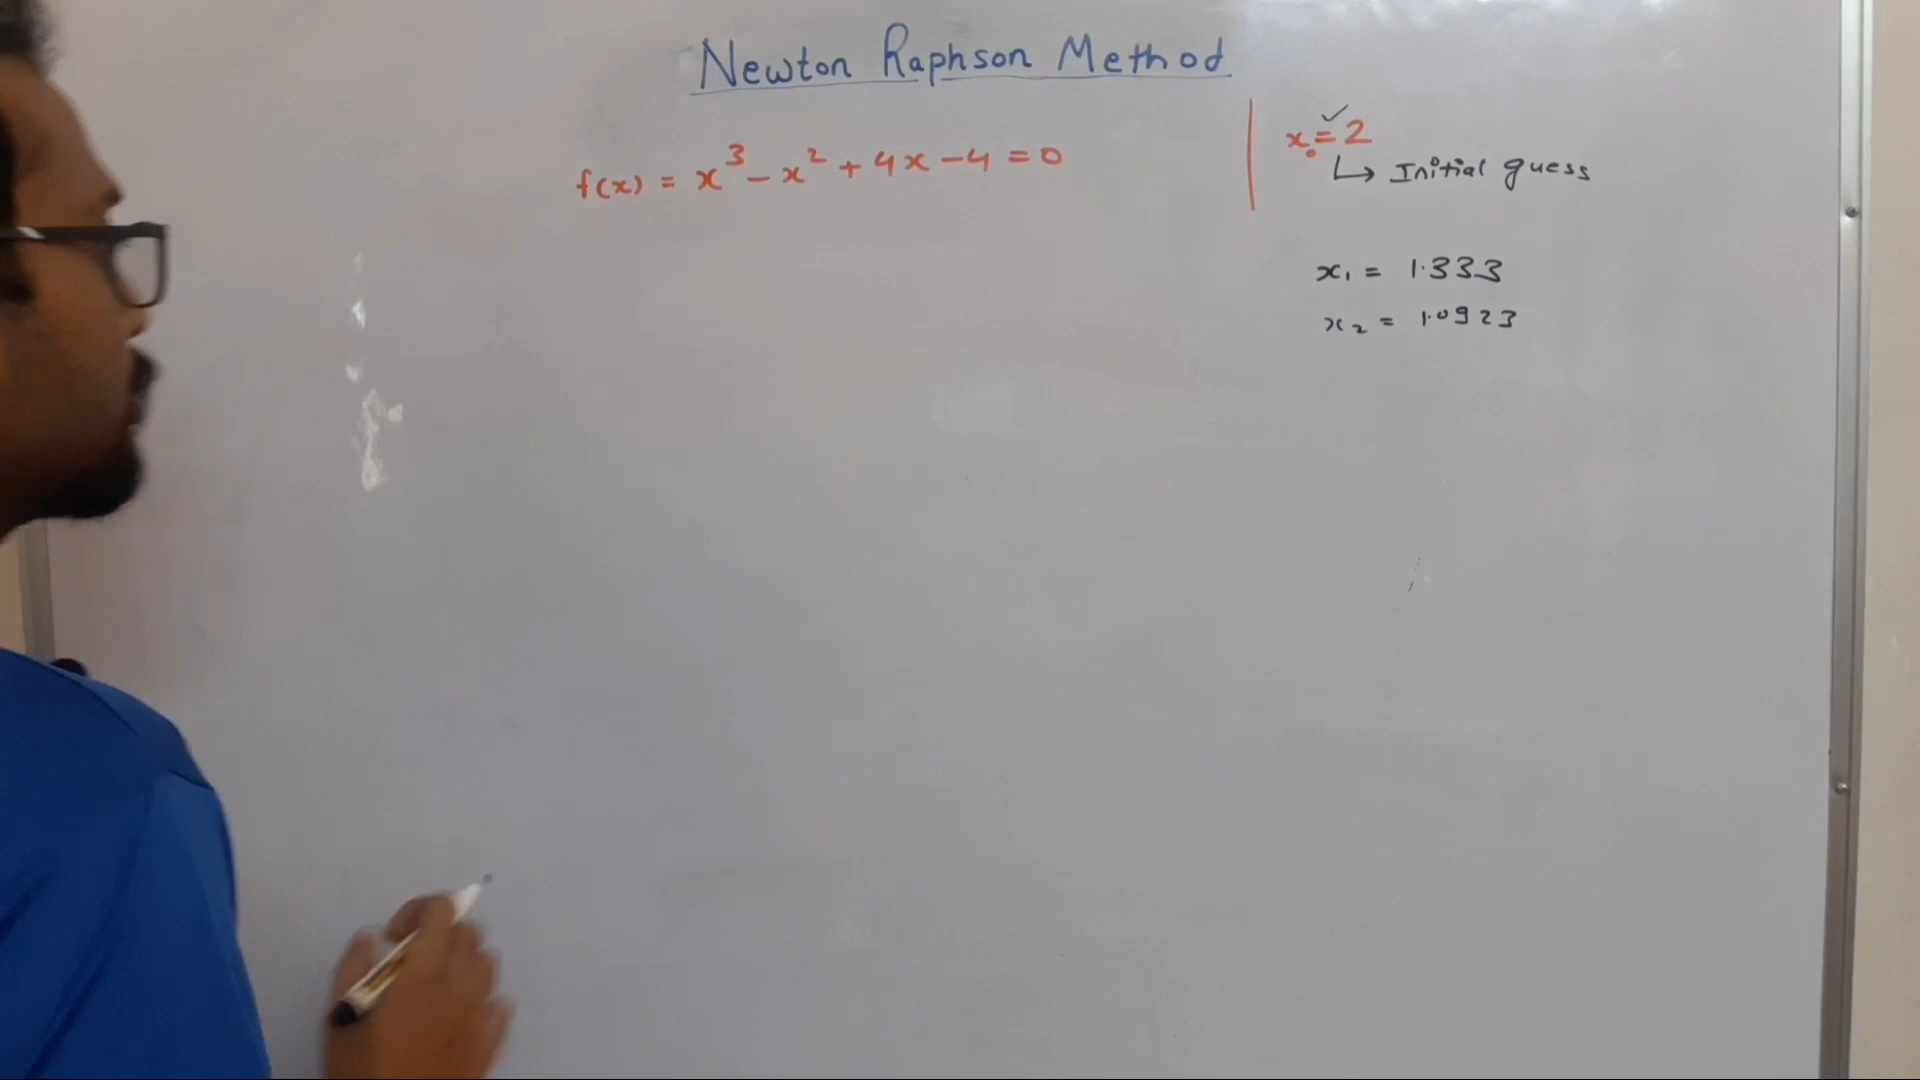 Newton Raphson Method
f(x) = x³ - x² + 4x - 4 = 0
x₀ = 2
↳ Initial guess
x₁ = 1.333
x₂ = 1.0923